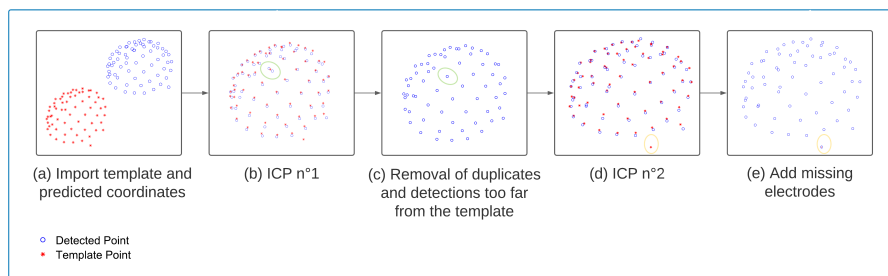 (a) Import template and
predicted coordinates
(b) ICP n°1
(c) Removal of duplicates
and detections too far
from the template
(d) ICP n°2
(e) Add missing
electrodes
Detected Point
Template Point